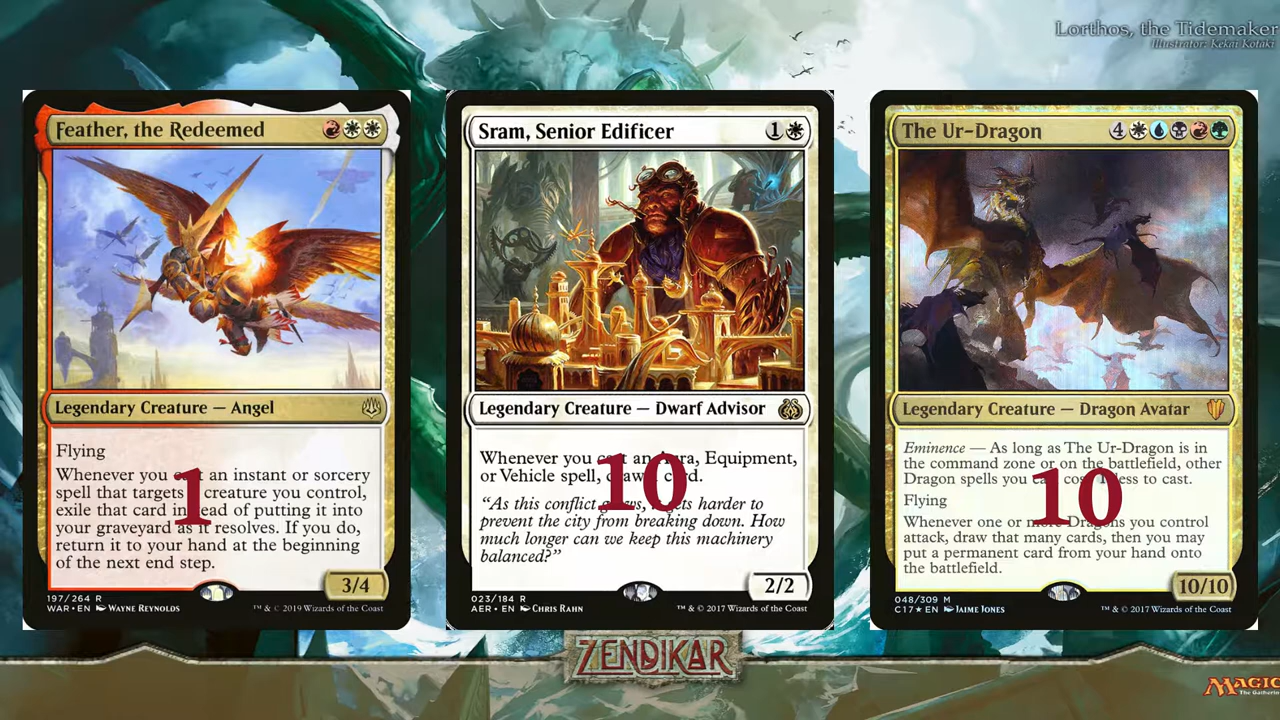 Lorthos, the Tidemaker
Illustrator: Kekai Kotaki
Feather, the Redeemed
Legendary Creature — Angel
Flying
Whenever you an instant or sorcery
spell that targets creature you control,
exile that card instead of putting it into
your graveyard as it resolves. If you do,
return it to your hand at the beginning
of the next end step.
1
3/4
197/264 R
WAR • EN Wayne Reynolds
™ & © 2019 Wizards of the Coast
Sram, Senior Edificer
1
Legendary Creature — Dwarf Advisor
Whenever you an Aura, Equipment,
or Vehicle spell, draw card.
10
“As this conflict grows, it gets harder to
prevent the city from breaking down. How
much longer can we keep this machinery
balanced?”
2/2
023/184 R
AER • EN Chris Rahn
™ & © 2017 Wizards of the Coast
The Ur-Dragon
4
Legendary Creature — Dragon Avatar
Eminence — As long as The Ur-Dragon is in
the command zone or on the battlefield, other
Dragon spells you less to cast.
Flying
10
Whenever one or more Dragons you control
attack, draw that many cards, then you may
put a permanent card from your hand onto
the battlefield.
10/10
048/309 M
C17 ★ EN Jaime Jones
™ & © 2017 Wizards of the Coast
ZENDIKAR
MAGIC
The Gathering